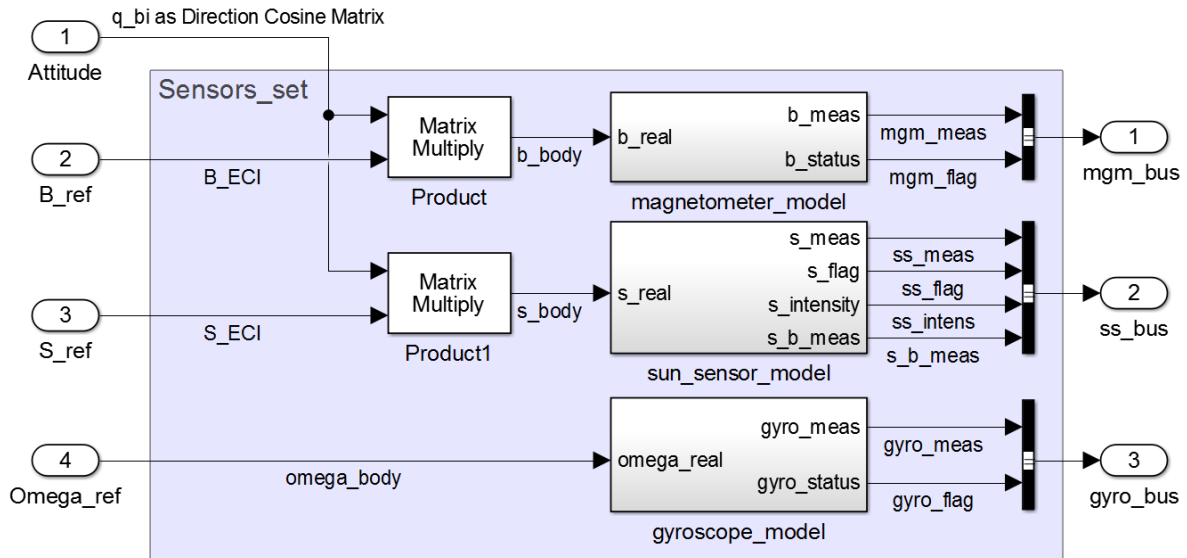 q_bi as Direction Cosine Matrix
1
Attitude
Sensors_set
2
B_ref
B_ECI
Matrix
Multiply
Product
b_body
b_real
b_meas
b_status
magnetometer_model
mgm_meas
mgm_flag
1
mgm_bus
3
S_ref
S_ECI
Matrix
Multiply
Product1
s_body
s_real
s_meas
s_flag
s_intensity
s_b_meas
sun_sensor_model
ss_meas
ss_flag
ss_intens
s_b_meas
2
ss_bus
4
Omega_ref
omega_body
omega_real
gyro_meas
gyro_status
gyroscope_model
gyro_meas
gyro_flag
3
gyro_bus